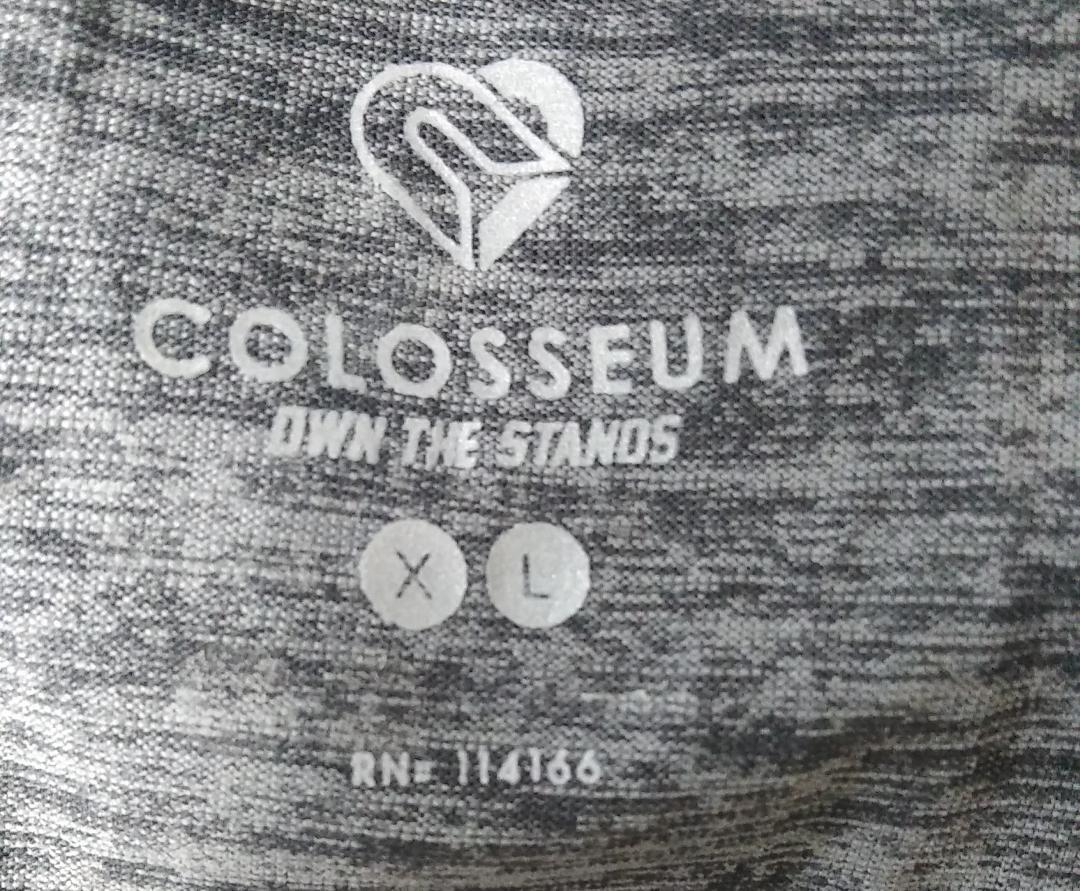 COLOSSEUM
OWN THE STANDS
X L
RN# 114166